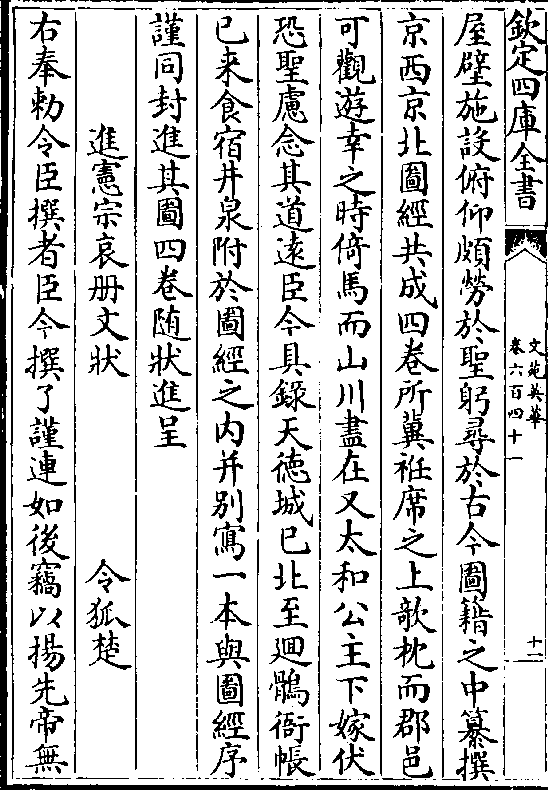 欽定四庫全書
文苑英華
卷六百四十一
十二
屋壁施設俯仰頗勞於聖躬尋於古今圖籍之中纂撰
京西京北圖經共成四卷所冀袵席之上欹枕而郡邑
可觀遊幸之時倚馬而山川盡在又太和公主下嫁伏
恐聖慮念其道遠臣今具錄天徳城已北至廻鶻衙帳
已來食宿井泉附於圖經之内并别寫一本與圖經序
謹同封進其圖四卷随狀進呈
進憲宗哀册文狀　令狐楚
右奉勅令臣撰者臣今撰了謹連如後竊以揚先帝無